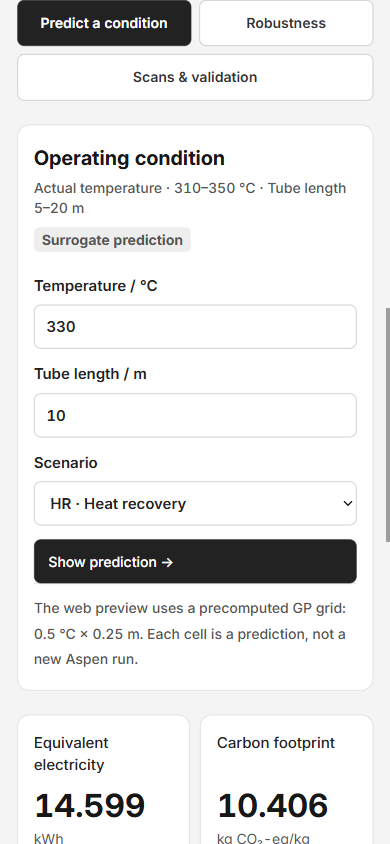 Predict a condition
Robustness
Scans & validation
Operating condition
Actual temperature · 310–350 °C · Tube length
5–20 m
Surrogate prediction
Temperature / °C
330
Tube length / m
10
Scenario
HR · Heat recovery
Show prediction →
The web preview uses a precomputed GP grid:
0.5 °C × 0.25 m. Each cell is a prediction, not a
new Aspen run.
Equivalent
electricity
14.599
kWh
Carbon footprint
10.406
kg CO₂-eq/kg